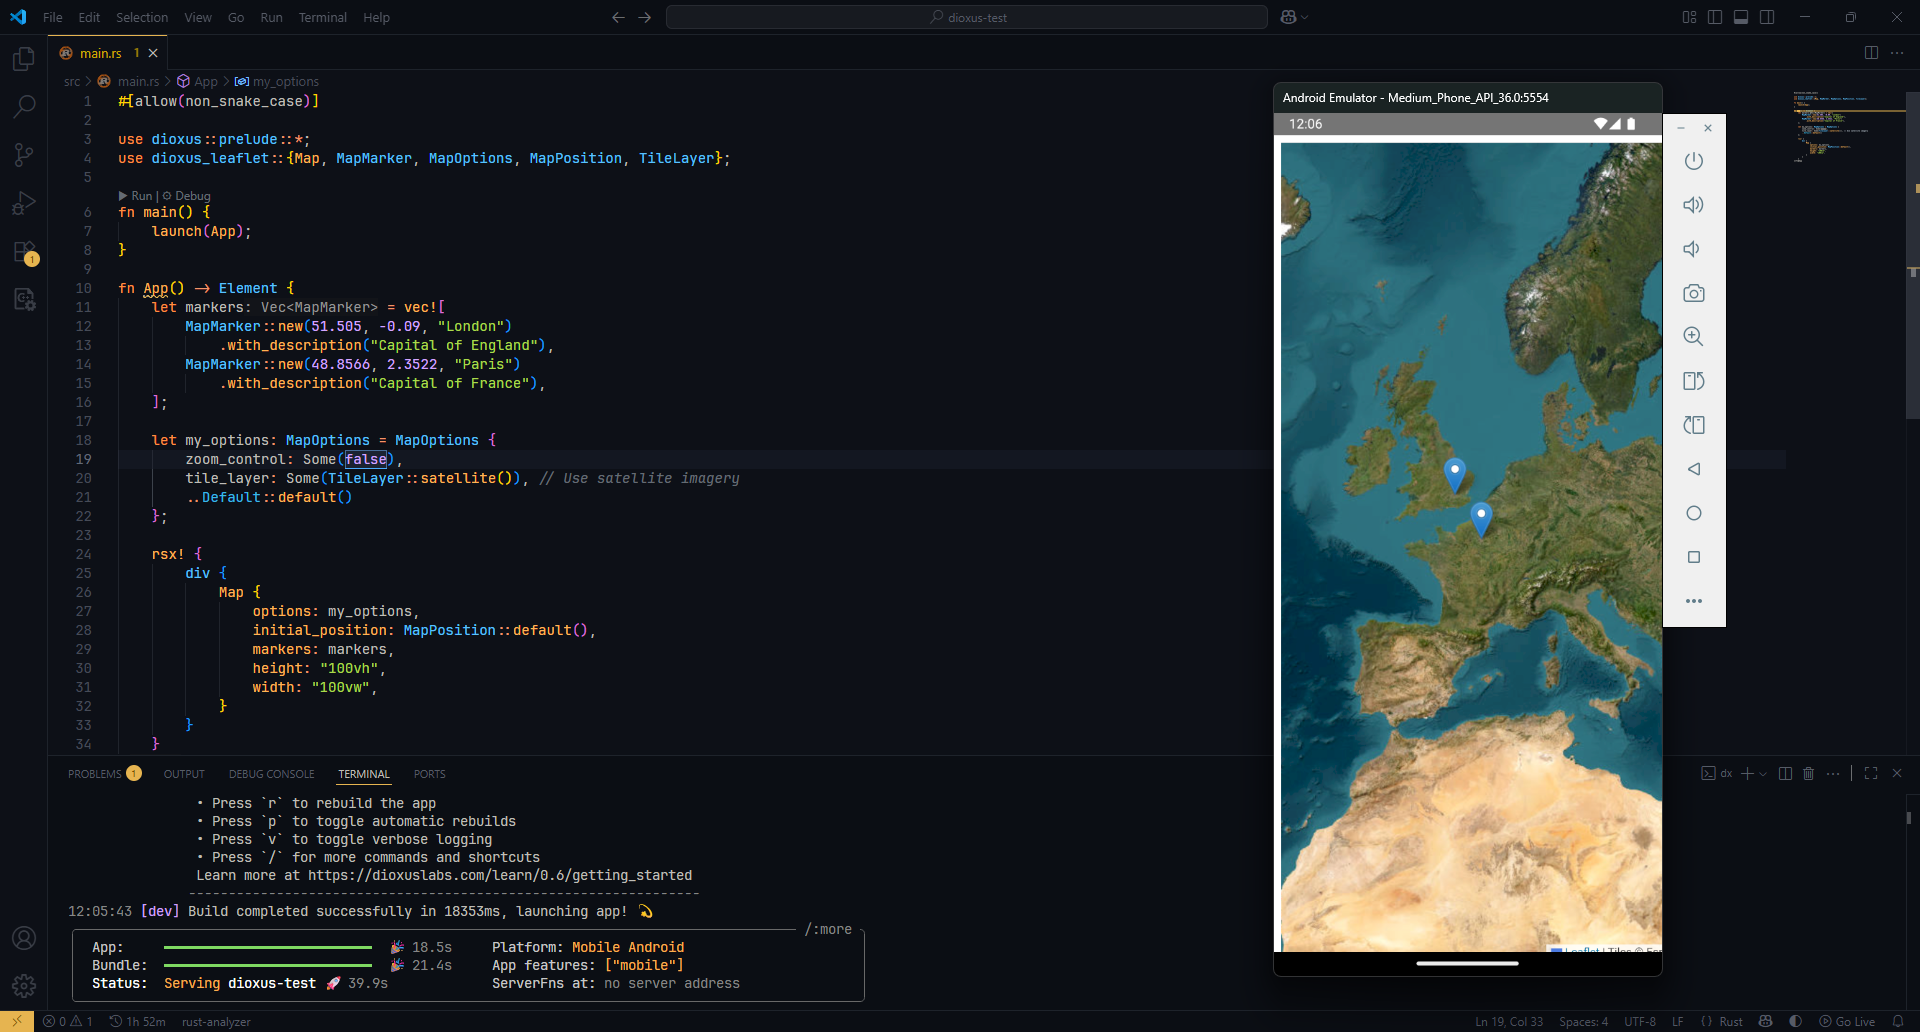 File Edit Selection View Go Run Terminal Help
dioxus-test
main.rs 1
src > main.rs > App > my_options
1 #[allow(non_snake_case)]
2
3 use dioxus::prelude::*;
4 use dioxus_leaflet::{Map, MapMarker, MapOptions, MapPosition, TileLayer};
5
Run | Debug
6 fn main() {
7 launch(App);
8 }
9
10 fn App() -> Element {
11 let markers: Vec<MapMarker> = vec![
12 MapMarker::new(51.505, -0.09, "London")
13 .with_description("Capital of England"),
14 MapMarker::new(48.8566, 2.3522, "Paris")
15 .with_description("Capital of France"),
16 ];
17
18 let my_options: MapOptions = MapOptions {
19 zoom_control: Some(false),
20 tile_layer: Some(TileLayer::satellite()), // Use satellite imagery
21 ..Default::default()
22 };
23
24 rsx! {
25 div {
26 Map {
27 options: my_options,
28 initial_position: MapPosition::default(),
29 markers: markers,
30 height: "100vh",
31 width: "100vw",
32 }
33 }
34 }
Android Emulator - Medium_Phone_API_36.0:5554
12:06
Leaflet | Tiles ©
1
PROBLEMS 1 OUTPUT DEBUG CONSOLE TERMINAL PORTS
dx
• Press `r` to rebuild the app
• Press `p` to toggle automatic rebuilds
• Press `v` to toggle verbose logging
• Press `/` for more commands and shortcuts
Learn more at https://dioxuslabs.com/learn/0.6/getting_started
----------------------------------------------------------------
12:05:43 [dev] Build completed successfully in 18353ms, launching app! 💫
/:more
App: 🎉 18.5s Platform: Mobile Android
Bundle: 🎉 21.4s App features: ["mobile"]
Status: Serving dioxus-test 🚀 39.9s ServerFns at: no server address
0 1 1h 52m rust-analyzer
Ln 19, Col 33 Spaces: 4 UTF-8 LF {} Rust Go Live